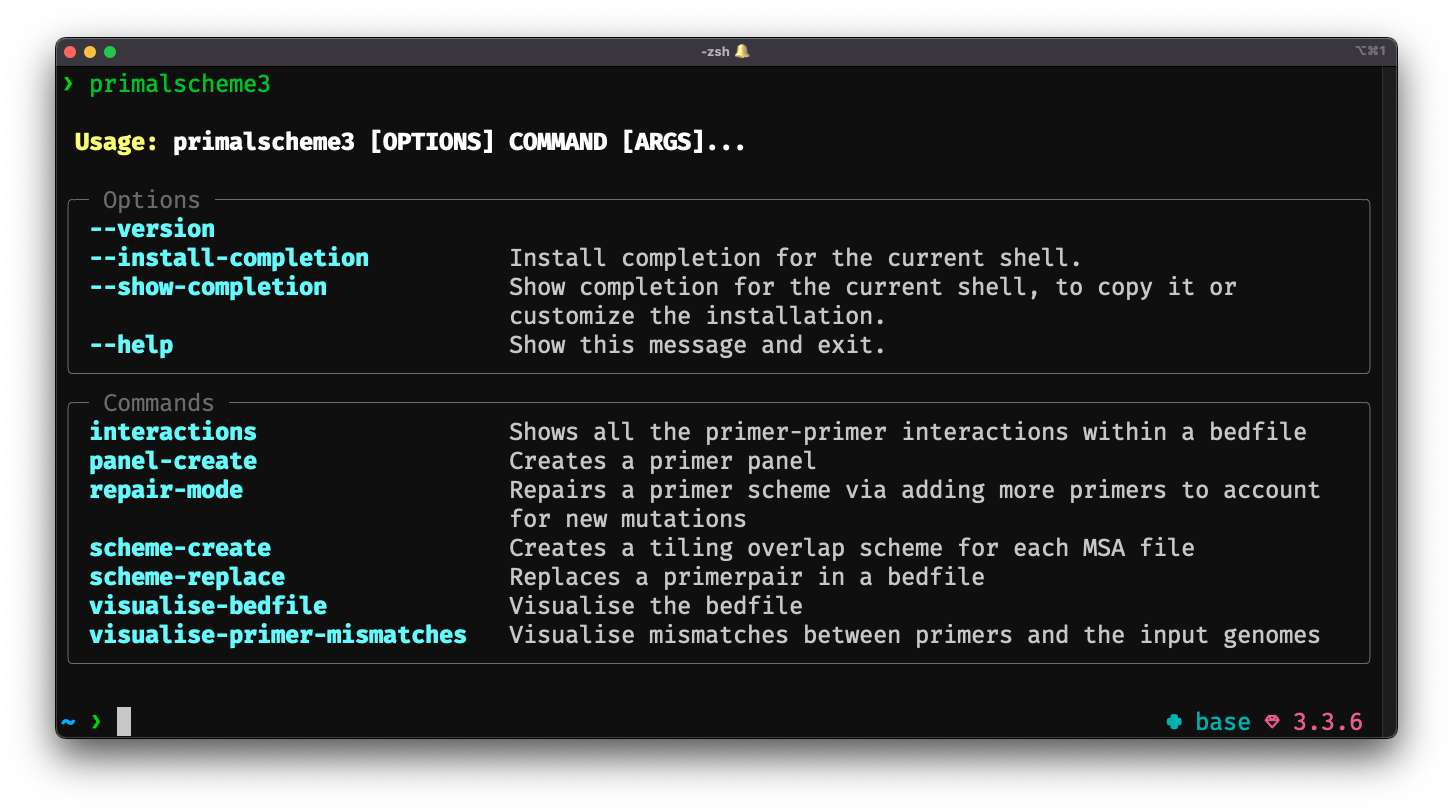 -zsh 🔔 ⌥⌘1
❯ primalscheme3
Usage: primalscheme3 [OPTIONS] COMMAND [ARGS]...
Options
--version
--install-completion Install completion for the current shell.
--show-completion Show completion for the current shell, to copy it or
customize the installation.
--help Show this message and exit.
Commands
interactions Shows all the primer-primer interactions within a bedfile
panel-create Creates a primer panel
repair-mode Repairs a primer scheme via adding more primers to account
for new mutations
scheme-create Creates a tiling overlap scheme for each MSA file
scheme-replace Replaces a primerpair in a bedfile
visualise-bedfile Visualise the bedfile
visualise-primer-mismatches Visualise mismatches between primers and the input genomes
~ ❯ base 3.3.6